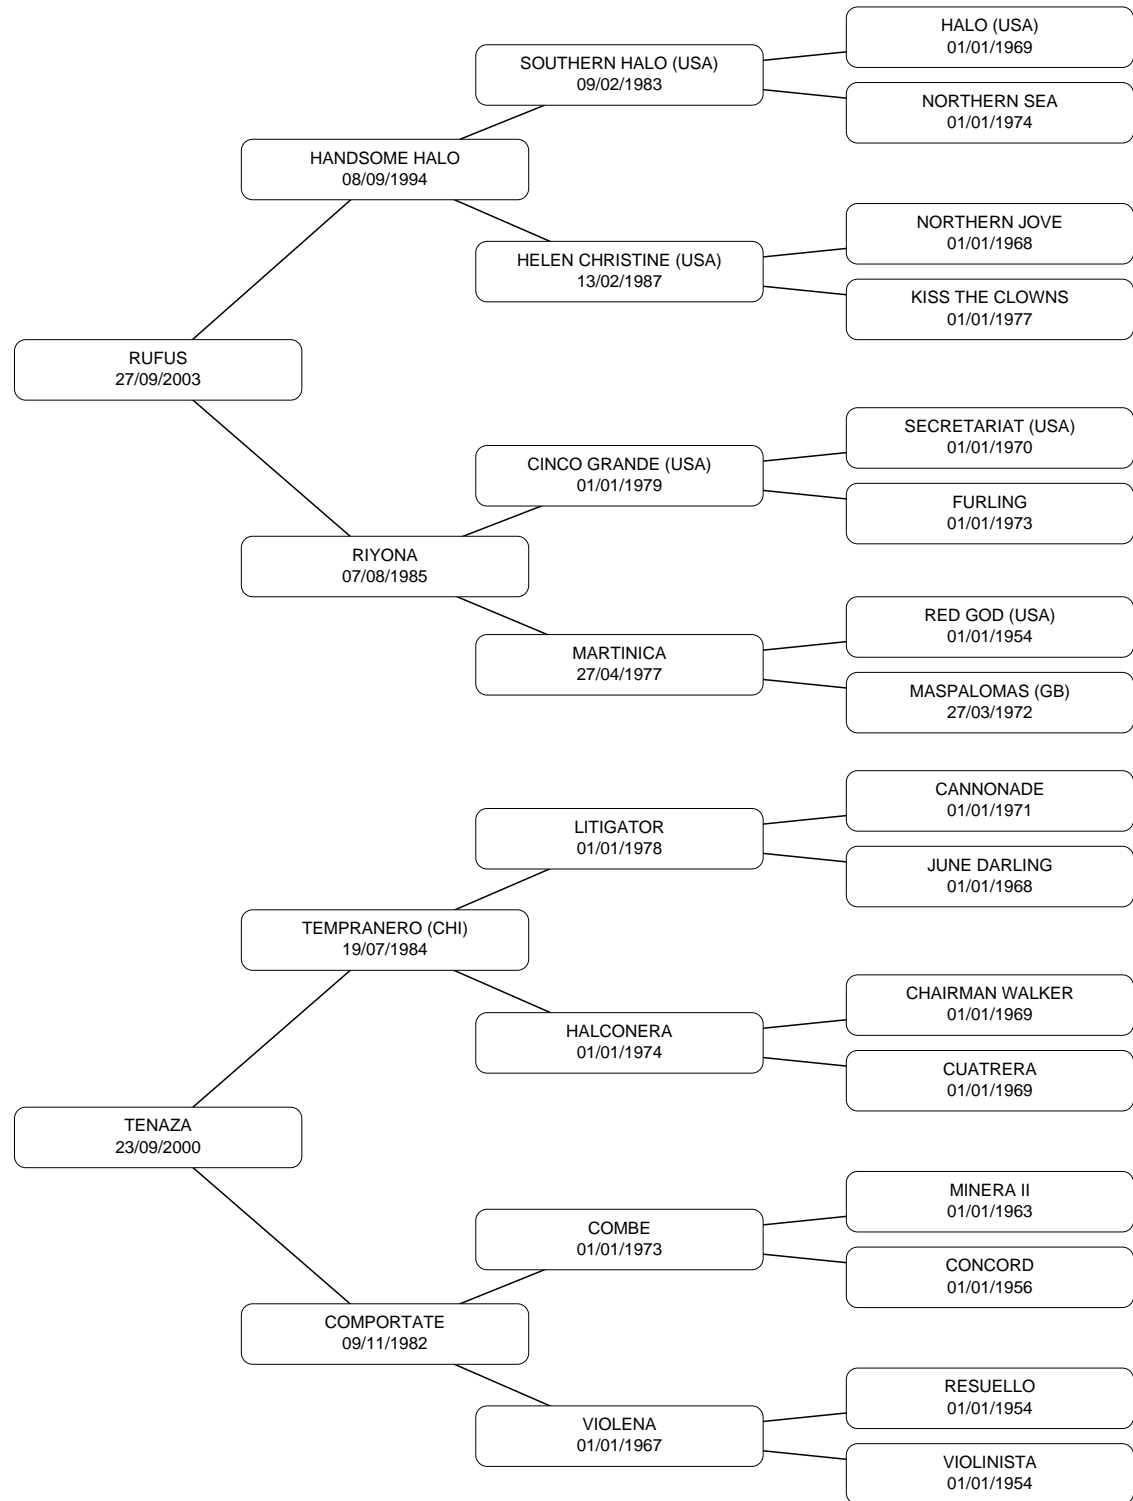 HALO (USA)
01/01/1969
SOUTHERN HALO (USA)
09/02/1983
NORTHERN SEA
01/01/1974
HANDSOME HALO
08/09/1994
NORTHERN JOVE
01/01/1968
HELEN CHRISTINE (USA)
13/02/1987
KISS THE CLOWNS
01/01/1977
RUFUS
27/09/2003
SECRETARIAT (USA)
01/01/1970
CINCO GRANDE (USA)
01/01/1979
FURLING
01/01/1973
RIYONA
07/08/1985
RED GOD (USA)
01/01/1954
MARTINICA
27/04/1977
MASPALOMAS (GB)
27/03/1972
CANNONADE
01/01/1971
LITIGATOR
01/01/1978
JUNE DARLING
01/01/1968
TEMPRANERO (CHI)
19/07/1984
CHAIRMAN WALKER
01/01/1969
HALCONERA
01/01/1974
CUATRERA
01/01/1969
TENAZA
23/09/2000
MINERA II
01/01/1963
COMBE
01/01/1973
CONCORD
01/01/1956
COMPORTATE
09/11/1982
RESUELLO
01/01/1954
VIOLENA
01/01/1967
VIOLINISTA
01/01/1954